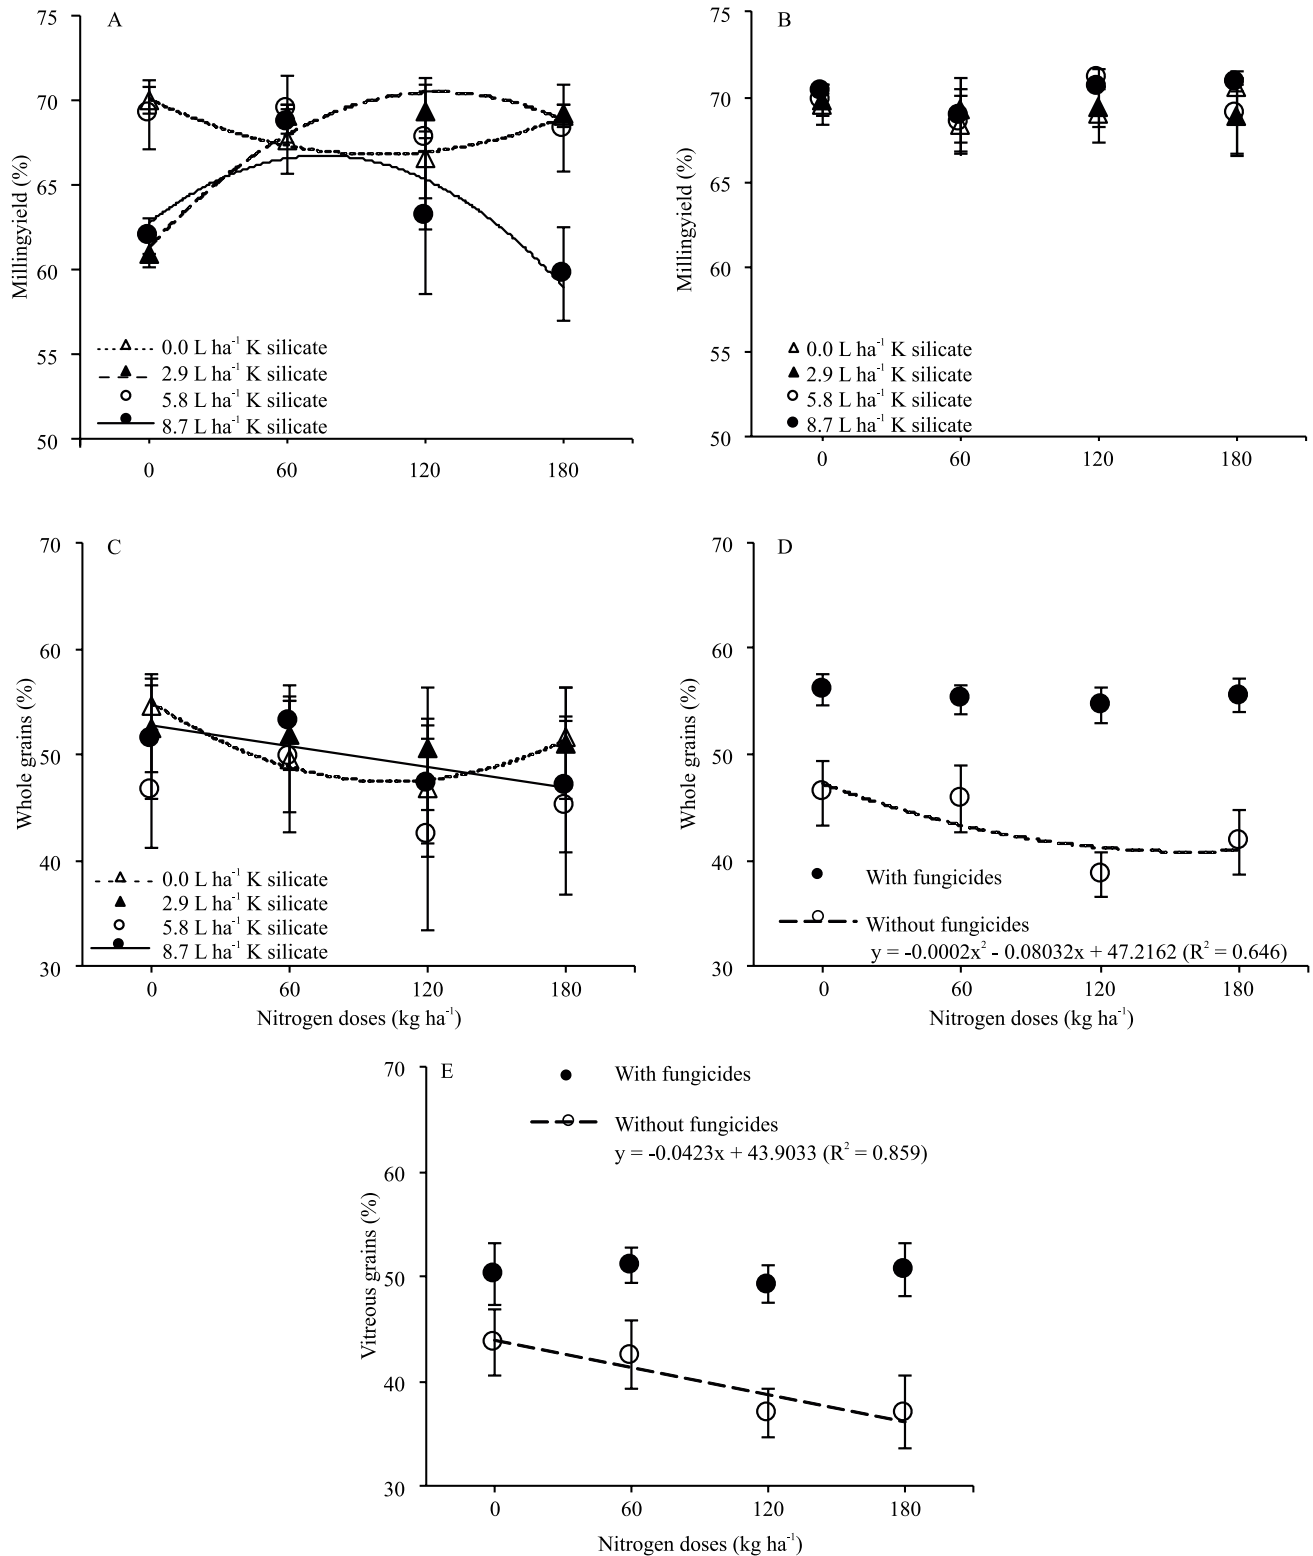 A
75
70
65
60
55
50
Millingyield (%)
0.0 L ha-1 K silicate
2.9 L ha-1 K silicate
5.8 L ha-1 K silicate
8.7 L ha-1 K silicate
0 60 120 180
B
75
70
65
60
55
50
Millingyield (%)
0.0 L ha-1 K silicate
2.9 L ha-1 K silicate
5.8 L ha-1 K silicate
8.7 L ha-1 K silicate
0 60 120 180
C
70
60
50
40
30
Whole grains (%)
0.0 L ha-1 K silicate
2.9 L ha-1 K silicate
5.8 L ha-1 K silicate
8.7 L ha-1 K silicate
0 60 120 180
Nitrogen doses (kg ha-1)
D
70
60
50
40
30
Whole grains (%)
With fungicides
Without fungicides
y = -0.0002x2 - 0.08032x + 47.2162 (R2 = 0.646)
0 60 120 180
Nitrogen doses (kg ha-1)
E
70
60
50
40
30
Vitreous grains (%)
With fungicides
Without fungicides
y = -0.0423x + 43.9033 (R2 = 0.859)
0 60 120 180
Nitrogen doses (kg ha-1)